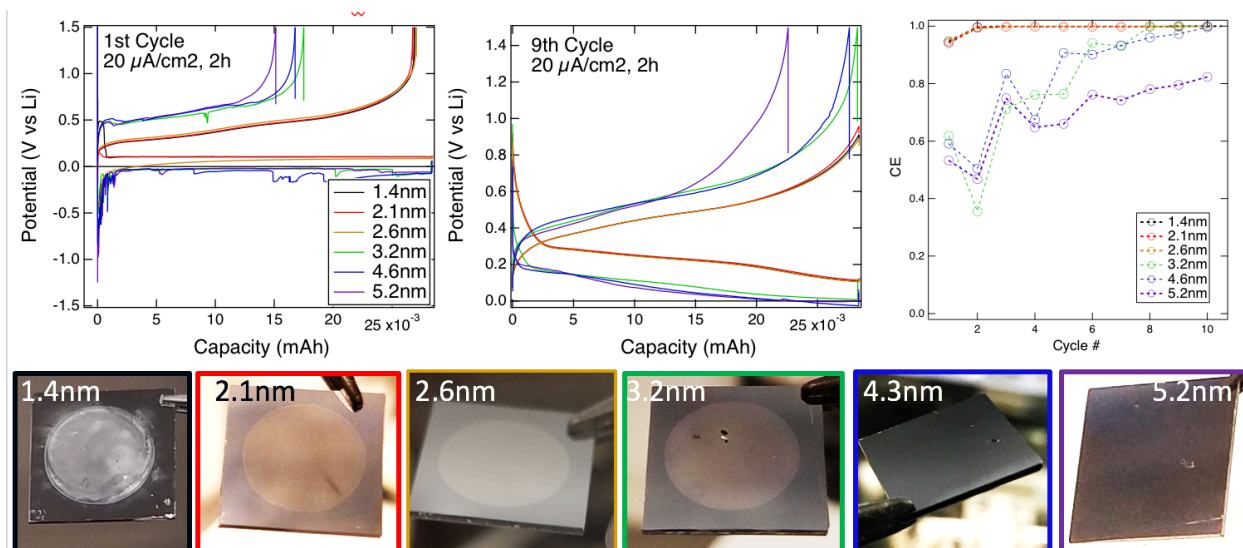 1st Cycle
20 µA/cm2, 2h
Potential (V vs Li)
1.5
1.0
0.5
0.0
-0.5
-1.0
-1.5
1.4nm
2.1nm
2.6nm
3.2nm
4.6nm
5.2nm
0
5
10
15
20
25 x10⁻³
Capacity (mAh)
9th Cycle
20 µA/cm2, 2h
Potential (V vs Li)
1.4
1.2
1.0
0.8
0.6
0.4
0.2
0.0
0
5
10
15
20
25 x10⁻³
Capacity (mAh)
CE
1.0
0.8
0.6
0.4
0.2
0.0
1.4nm
2.1nm
2.6nm
3.2nm
4.6nm
5.2nm
2
4
6
8
10
Cycle #
1.4nm
2.1nm
2.6nm
3.2nm
4.3nm
5.2nm